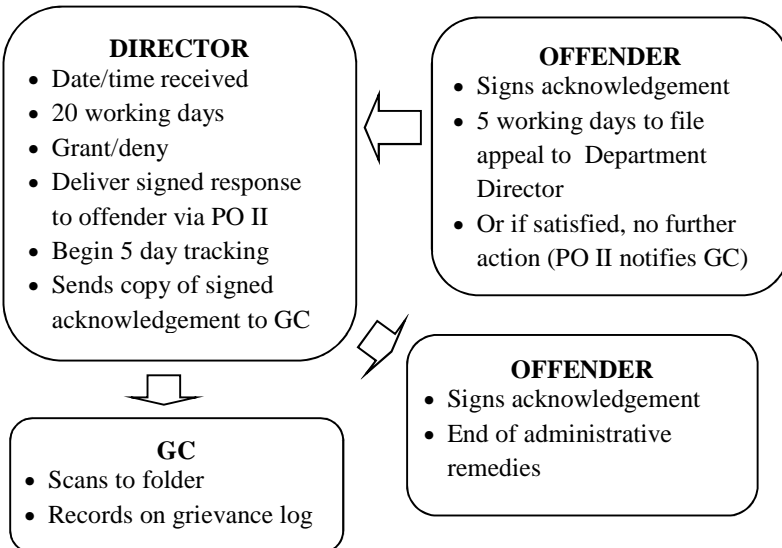 DIRECTOR
• Date/time received
• 20 working days
• Grant/deny
• Deliver signed response
to offender via PO II
• Begin 5 day tracking
• Sends copy of signed
acknowledgement to GC
OFFENDER
• Signs acknowledgement
• 5 working days to file
appeal to Department
Director
• Or if satisfied, no further
action (PO II notifies GC)
OFFENDER
• Signs acknowledgement
• End of administrative
remedies
GC
• Scans to folder
• Records on grievance log